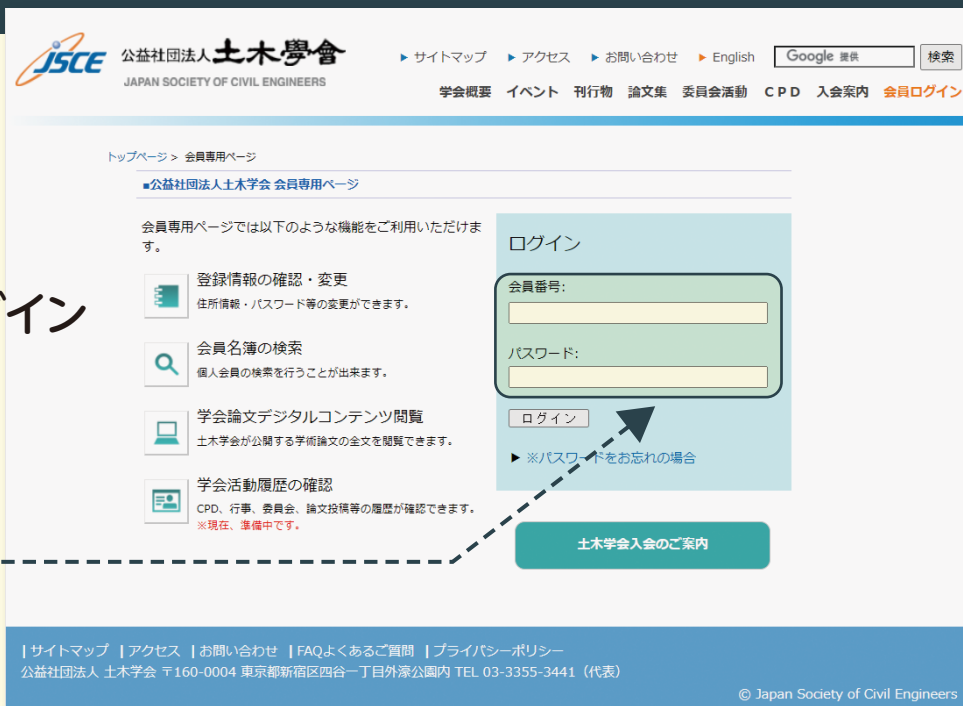 JSCE 公益社団法人土木學會
JAPAN SOCIETY OF CIVIL ENGINEERS
サイトマップ アクセス お問い合わせ English Google 提供 検索
学会概要 イベント 刊行物 論文集 委員会活動 CPD 入会案内 会員ログイン
トップページ > 会員専用ページ
■公益社団法人土木学会 会員専用ページ
会員専用ページでは以下のような機能をご利用いただけま
す。
登録情報の確認・変更
住所情報・パスワード等の変更ができます。
会員名簿の検索
個人会員の検索を行うことが出来ます。
学会論文デジタルコンテンツ閲覧
土木学会が公開する学術論文の全文を閲覧できます。
学会活動履歴の確認
CPD、行事、委員会、論文投稿等の履歴が確認できます。
※現在、準備中です。
イン
ログイン
会員番号:
パスワード:
ログイン
※パスワードをお忘れの場合
土木学会入会のご案内
|サイトマップ |アクセス |お問い合わせ |FAQよくあるご質問 |プライバシーポリシー
公益社団法人 土木学会 〒160-0004 東京都新宿区四谷一丁目外濠公園内 TEL 03-3355-3441（代表）
© Japan Society of Civil Engineers